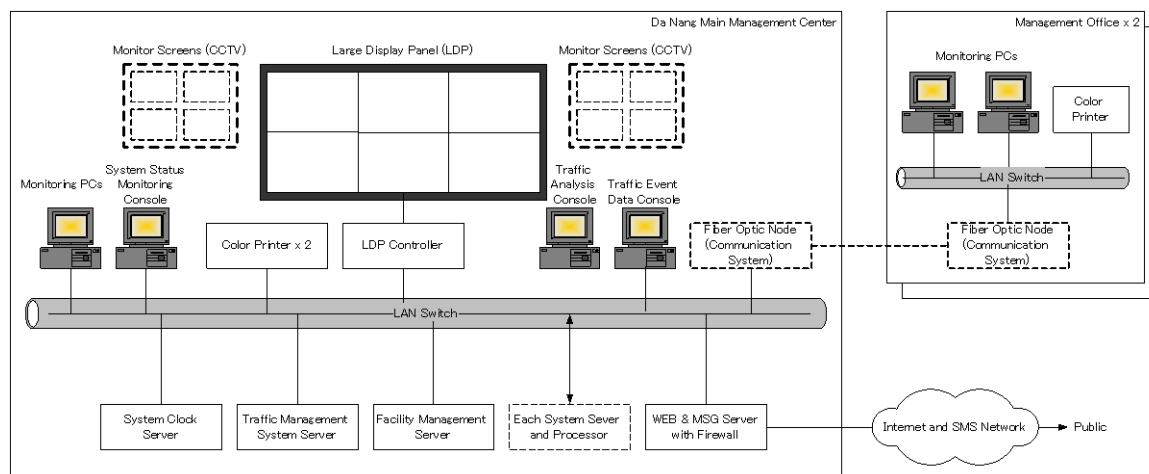 Da Nang Main Management Center
Management Office x 2
Monitor Screens (CCTV)
Large Display Panel (LDP)
Monitor Screens (CCTV)
Monitoring PCs
Color
Printer
LAN Switch
Monitoring PCs
System Status
Monitoring
Console
Traffic
Analysis
Console
Traffic Event
Data Console
Color Printer x 2
LDP Controller
Fiber Optic Node
(Communication
System)
Fiber Optic Node
(Communication
System)
LAN Switch
System Clock
Server
Traffic Management
System Server
Facility Management
Server
Each System Sever
and Processor
WEB & MSG Server
with Firewall
Internet and SMS Network
Public